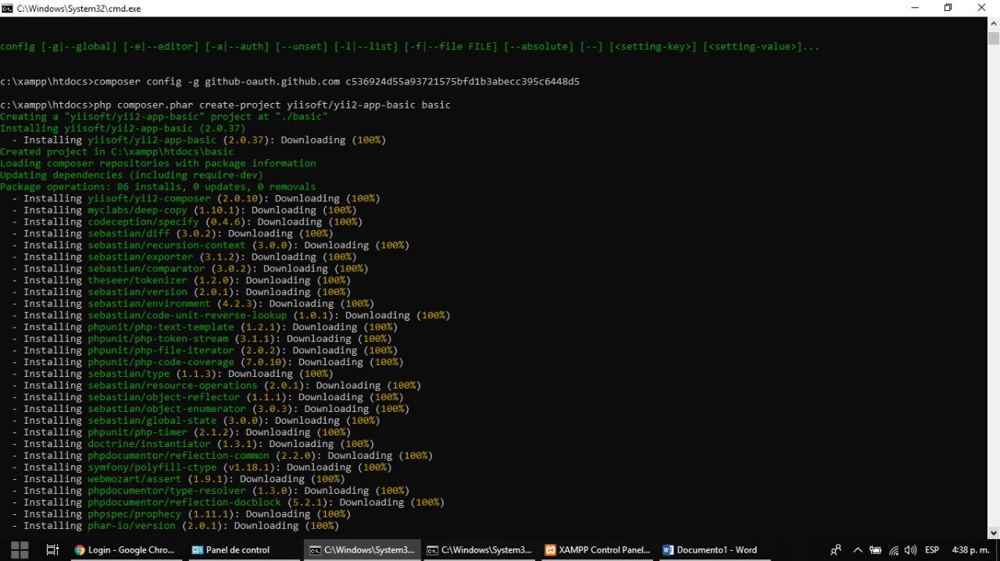 C:\Windows\System32\cmd.exe
config [-g|--global] [-e|--editor] [-a|--auth] [--unset] [-l|--list] [-f|--file FILE] [--absolute] [--] [<setting-key>] [<setting-value>]...
c:\xampp\htdocs>composer config -g github-oauth.github.com c536924d55a93721575bfd1b3abecc395c6448d5
c:\xampp\htdocs>php composer.phar create-project yiisoft/yii2-app-basic basic
Creating a "yiisoft/yii2-app-basic" project at "./basic"
Installing yiisoft/yii2-app-basic (2.0.37)
- Installing yiisoft/yii2-app-basic (2.0.37): Downloading (100%)
Created project in C:\xampp\htdocs\basic
Loading composer repositories with package information
Updating dependencies (including require-dev)
Package operations: 86 installs, 0 updates, 0 removals
- Installing yiisoft/yii2-composer (2.0.10): Downloading (100%)
- Installing myclabs/deep-copy (1.10.1): Downloading (100%)
- Installing codeception/specify (0.4.6): Downloading (100%)
- Installing sebastian/diff (3.0.2): Downloading (100%)
- Installing sebastian/recursion-context (3.0.0): Downloading (100%)
- Installing sebastian/exporter (3.1.2): Downloading (100%)
- Installing sebastian/comparator (3.0.2): Downloading (100%)
- Installing theseer/tokenizer (1.2.0): Downloading (100%)
- Installing sebastian/version (2.0.1): Downloading (100%)
- Installing sebastian/environment (4.2.3): Downloading (100%)
- Installing sebastian/code-unit-reverse-lookup (1.0.1): Downloading (100%)
- Installing phpunit/php-text-template (1.2.1): Downloading (100%)
- Installing phpunit/php-token-stream (3.1.1): Downloading (100%)
- Installing phpunit/php-file-iterator (2.0.2): Downloading (100%)
- Installing phpunit/php-code-coverage (7.0.10): Downloading (100%)
- Installing sebastian/type (1.1.3): Downloading (100%)
- Installing sebastian/resource-operations (2.0.1): Downloading (100%)
- Installing sebastian/object-reflector (1.1.1): Downloading (100%)
- Installing sebastian/object-enumerator (3.0.3): Downloading (100%)
- Installing sebastian/global-state (3.0.0): Downloading (100%)
- Installing phpunit/php-timer (2.1.2): Downloading (100%)
- Installing doctrine/instantiator (1.3.1): Downloading (100%)
- Installing phpdocumentor/reflection-common (2.2.0): Downloading (100%)
- Installing symfony/polyfill-ctype (v1.18.1): Downloading (100%)
- Installing webmozart/assert (1.9.1): Downloading (100%)
- Installing phpdocumentor/type-resolver (1.3.0): Downloading (100%)
- Installing phpdocumentor/reflection-docblock (5.2.1): Downloading (100%)
- Installing phpspec/prophecy (1.11.1): Downloading (100%)
- Installing phar-io/version (2.0.1): Downloading (100%)
Login - Google Chro... Panel de control C:\Windows\System3... C:\Windows\System3... XAMPP Control Panel... Documento1 - Word ESP 4:38 p. m.